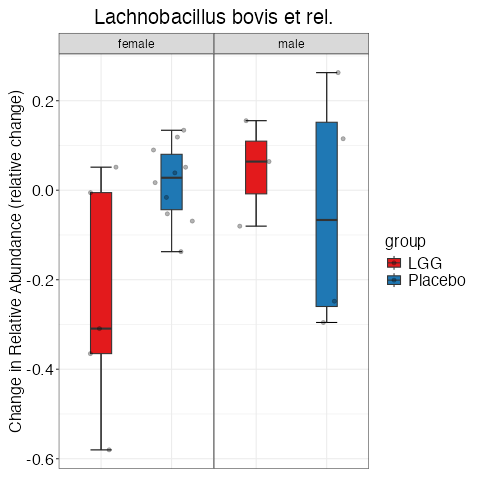 Lachnobacillus bovis et rel.
female
male
Change in Relative Abundance (relative change)
0.2
0.0
-0.2
-0.4
-0.6
group
LGG
Placebo